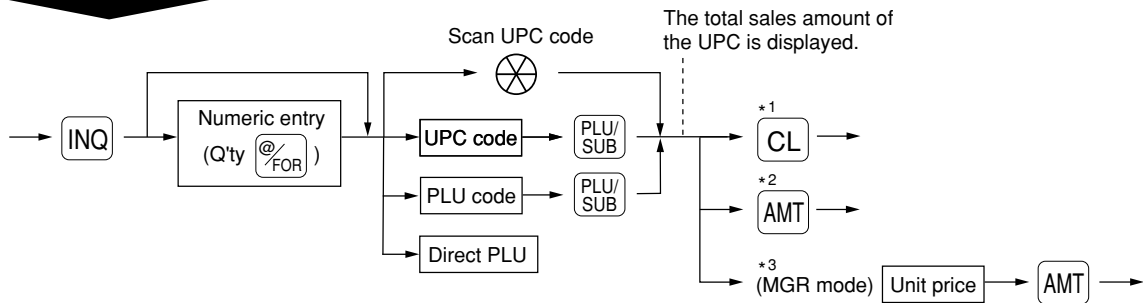 The total sales amount of
the UPC is displayed.
Scan UPC code
INQ
Numeric entry
(Q'ty @/FOR )
UPC code
PLU/
SUB
PLU code
PLU/
SUB
Direct PLU
*1
CL
*2
AMT
*3
(MGR mode) Unit price AMT